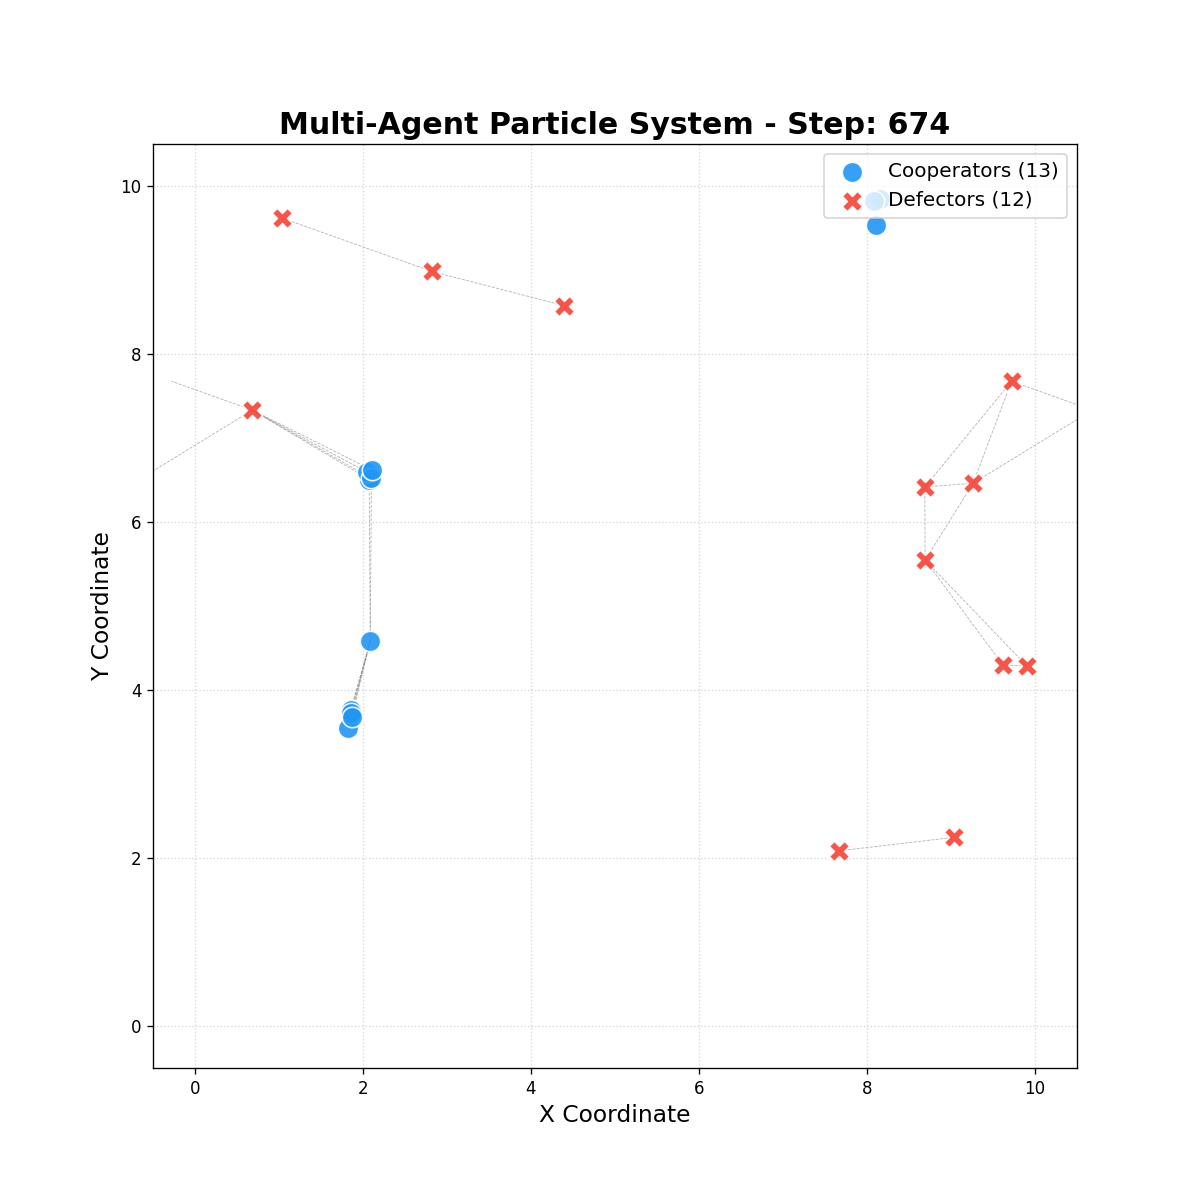 Multi-Agent Particle System - Step: 674
Cooperators (13)
Defectors (12)
10
8
6
4
2
0
Y Coordinate
0 2 4 6 8 10
X Coordinate